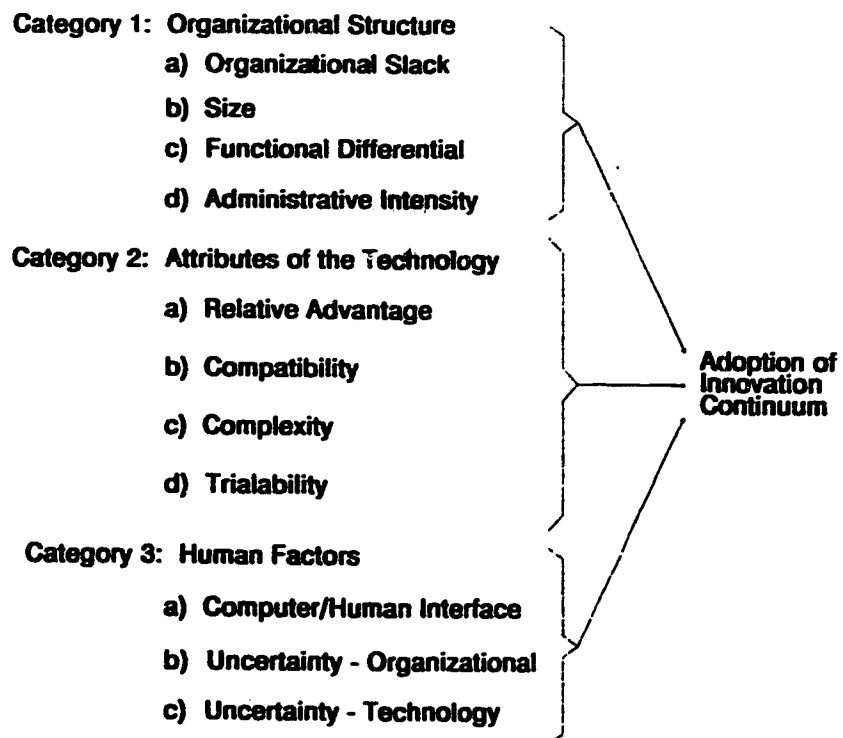 Category 1: Organizational Structure
a) Organizational Slack
b) Size
c) Functional Differential
d) Administrative Intensity
Category 2: Attributes of the Technology
a) Relative Advantage
b) Compatibility
c) Complexity
d) Trialability
Category 3: Human Factors
a) Computer/Human Interface
b) Uncertainty - Organizational
c) Uncertainty - Technology
Adoption of
Innovation
Continuum